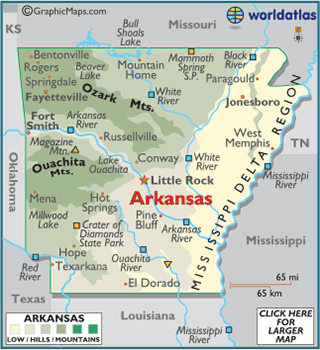 ©GraphicMaps.com
worldatlas
KS
Bull
Shoals
Lake
Missouri
Bentonville
Rogers
Beaver
Lake
Mountain
Home
Mammoth
Spring
S.P.
Black
River
Springdale
Paragould
Fayetteville
Ozark Mts.
White
River
Jonesboro
Fort
Smith
Arkansas
River
Russellville
West
Memphis
TN
Magazine
Mtn.
Ouachita
Mts.
Lake
Ouachita
Conway
White
River
MISSISSIPPI DELTA REGION
Mississippi
River
Oklahoma
Little Rock
Arkansas
Mena
Hot
Springs
Millwood
Lake
Crater of
Diamonds
State Park
Pine
Bluff
Arkansas
River
Mississippi
Hope
Texarkana
Ouachita
River
Red
River
El Dorado
65 mi
65 km
Texas
Louisiana
Mississippi
River
ARKANSAS
LOW / HILLS / MOUNTAINS
CLICK HERE
FOR
LARGER
MAP